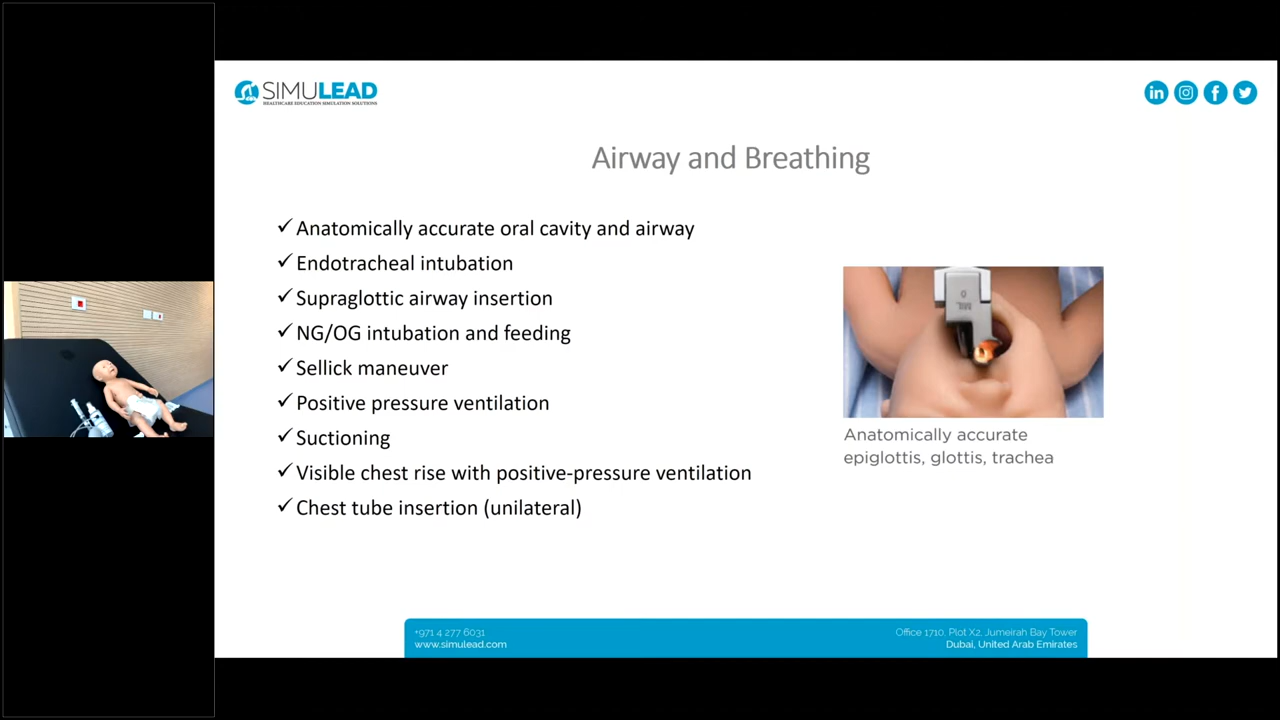 SIMULEAD
HEALTHCARE EDUCATION SIMULATION SOLUTIONS
Airway and Breathing
✓ Anatomically accurate oral cavity and airway
✓ Endotracheal intubation
✓ Supraglottic airway insertion
✓ NG/OG intubation and feeding
✓ Sellick maneuver
✓ Positive pressure ventilation
✓ Suctioning
✓ Visible chest rise with positive-pressure ventilation
✓ Chest tube insertion (unilateral)
Anatomically accurate
epiglottis, glottis, trachea
+971 4 277 6031
www.simulead.com
Office 1710, Plot X2, Jumeirah Bay Tower
Dubai, United Arab Emirates